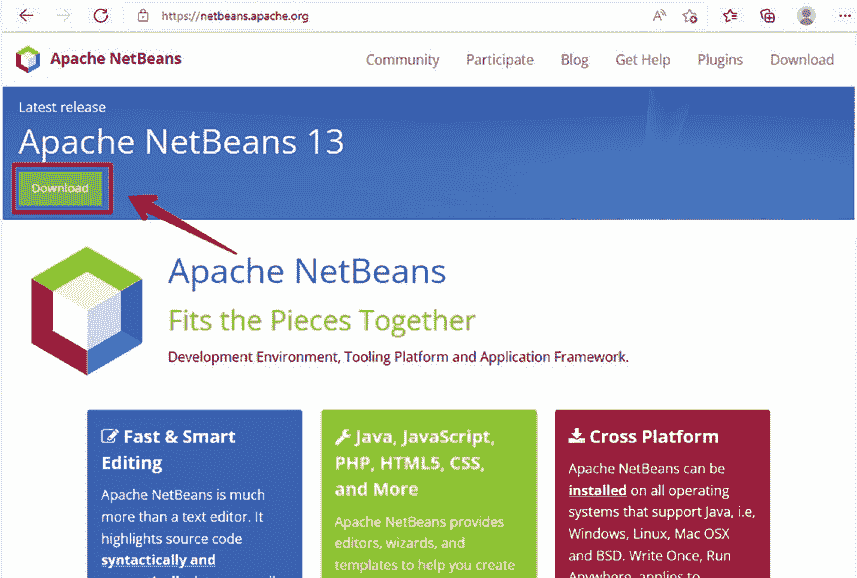 https://netbeans.apache.org
Apache NetBeans
Community Participate Blog Get Help Plugins Download
Latest release
Apache NetBeans 13
Download
Apache NetBeans
Fits the Pieces Together
Development Environment, Tooling Platform and Application Framework.
Fast & Smart
Editing
Apache NetBeans is much
more than a text editor. It
highlights source code
syntactically and
Java, JavaScript,
PHP, HTML5, CSS,
and More
Apache NetBeans provides
editors, wizards, and
templates to help you create
Cross Platform
Apache NetBeans can be
installed on all operating
systems that support Java, i.e,
Windows, Linux, Mac OSX
and BSD. Write Once, Run
Anywhere, applies to